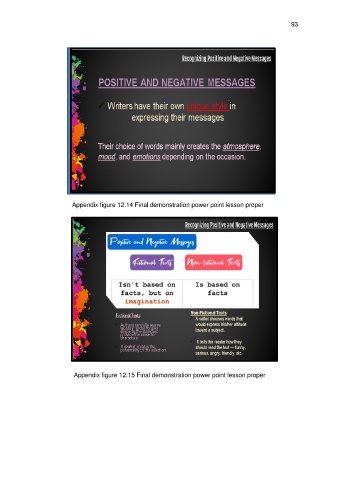 93
Recognizing Positive and Negative Messages
POSITIVE AND NEGATIVE MESSAGES
✓ Writers have their own unique style in
expressing their messages
Their choice of words mainly creates the atmosphere,
mood, and emotions depending on the occasion.
Appendix figure 12.14 Final demonstration power point lesson proper
Recognizing Positive and Negative Messages
Positive and Negative Messages
Fictional Texts
Non-fictional Texts
Isn't based on
facts, but on
imagination
Is based on
facts
Fictional Texts
Non-Fictional Texts
A writer chooses words that
would express his/her attitude
toward a subject.
It tells the reader how they
should read the text — funny,
serious, angry, friendly, etc.
Appendix figure 12.15 Final demonstration power point lesson proper